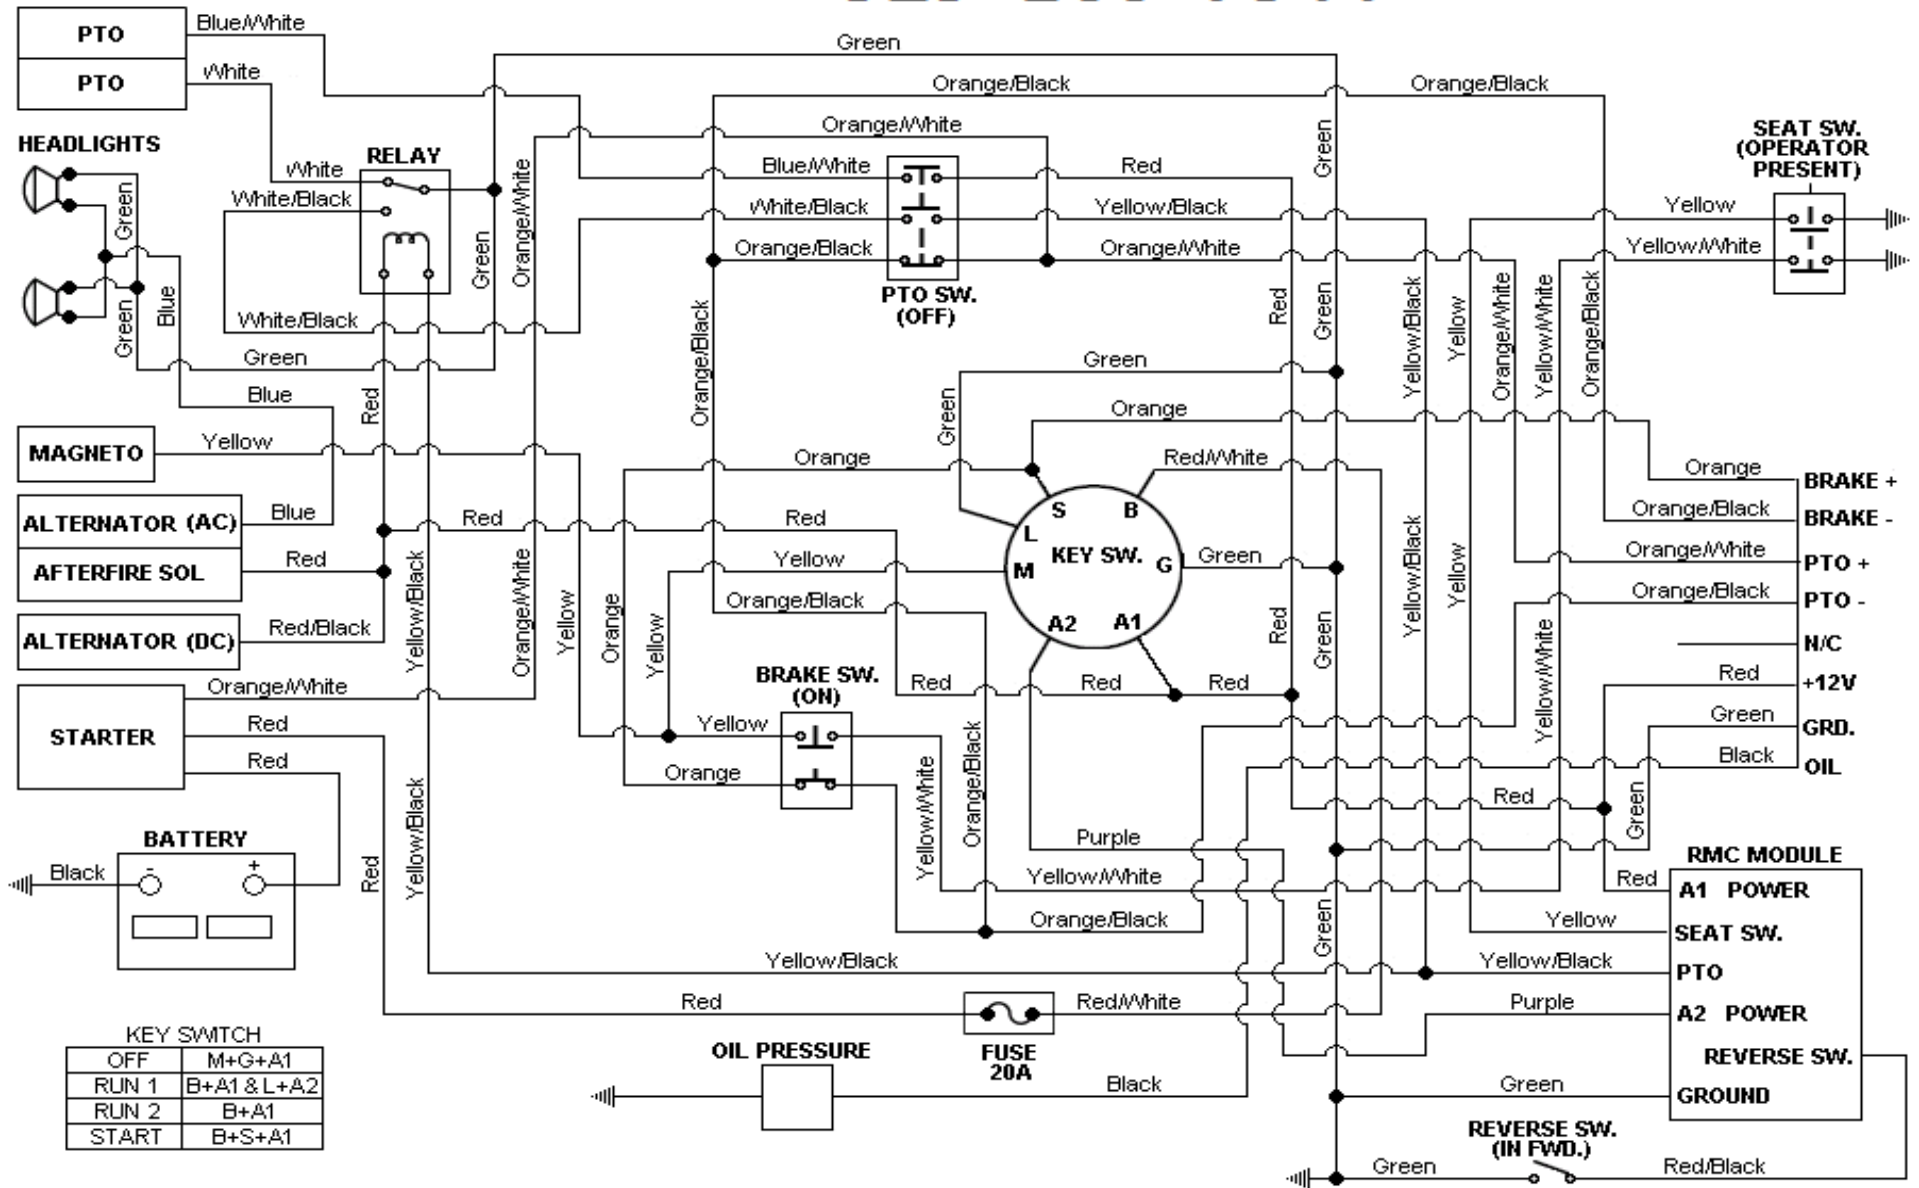 PTO
Blue/White
PTO
White
Green
Orange/Black
Orange/Black
Orange/White
HEADLIGHTS
RELAY
White
White/Black
Green
Green
Blue
White/Black
Green
Blue
Green
Orange/White
Blue/White
Red
White/Black
Yellow/Black
Orange/Black
Orange/White
PTO SW.
(OFF)
Green
Green
Red
SEAT SW.
(OPERATOR
PRESENT)
Yellow
Yellow/White
Yellow/Black
Yellow
Orange/White
Yellow/White
Orange/Black
Orange/Black
Red
Green
Green
Orange
MAGNETO
Yellow
Orange
Red/White
ALTERNATOR (AC)
Blue
AFTERFIRE SOL
Red
ALTERNATOR (DC)
Red/Black
Red
Red
Yellow
Orange/Black
S
B
L
KEY SW.
G
M
A2
A1
Green
Orange
BRAKE +
Orange/Black
BRAKE -
Orange/White
PTO +
Orange/Black
PTO -
N/C
Red
+12V
Green
GRD.
Black
OIL
Yellow/Black
Orange/White
Yellow
Orange
Yellow
Red
Green
Yellow/Black
Yellow/Black
Yellow
Yellow/White
STARTER
Orange/White
Red
Red
BRAKE SW.
(ON)
Red
Red
Red
Yellow
Orange
Yellow/White
Orange/Black
Red
Green
BATTERY
-
+
Black
Red
Yellow/Black
Purple
Yellow/White
Orange/Black
Green
Yellow/Black
Red
Red/White
FUSE
20A
RMC MODULE
Red
A1 POWER
Yellow
SEAT SW.
Yellow/Black
PTO
Purple
A2 POWER
REVERSE SW.
Green
GROUND
OIL PRESSURE
Black
KEY SWITCH
OFF M+G+A1
RUN 1 B+A1 & L+A2
RUN 2 B+A1
START B+S+A1
REVERSE SW.
(IN FWD.)
Green
Red/Black